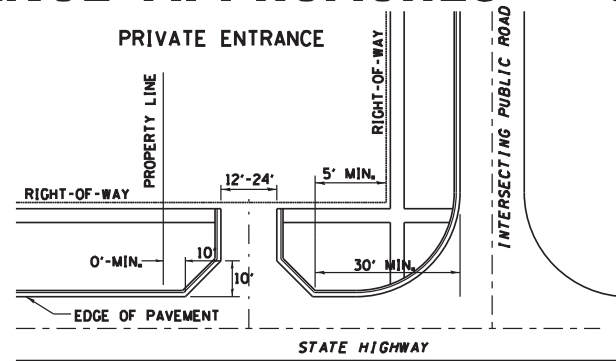 PRIVATE ENTRANCE
PROPERTY LINE
RIGHT-OF-WAY
INTERSECTING PUBLIC ROAD
12'-24'
5' MIN.
RIGHT-OF-WAY
0'-MIN.
10'
10'
30' MIN.
EDGE OF PAVEMENT
STATE HIGHWAY